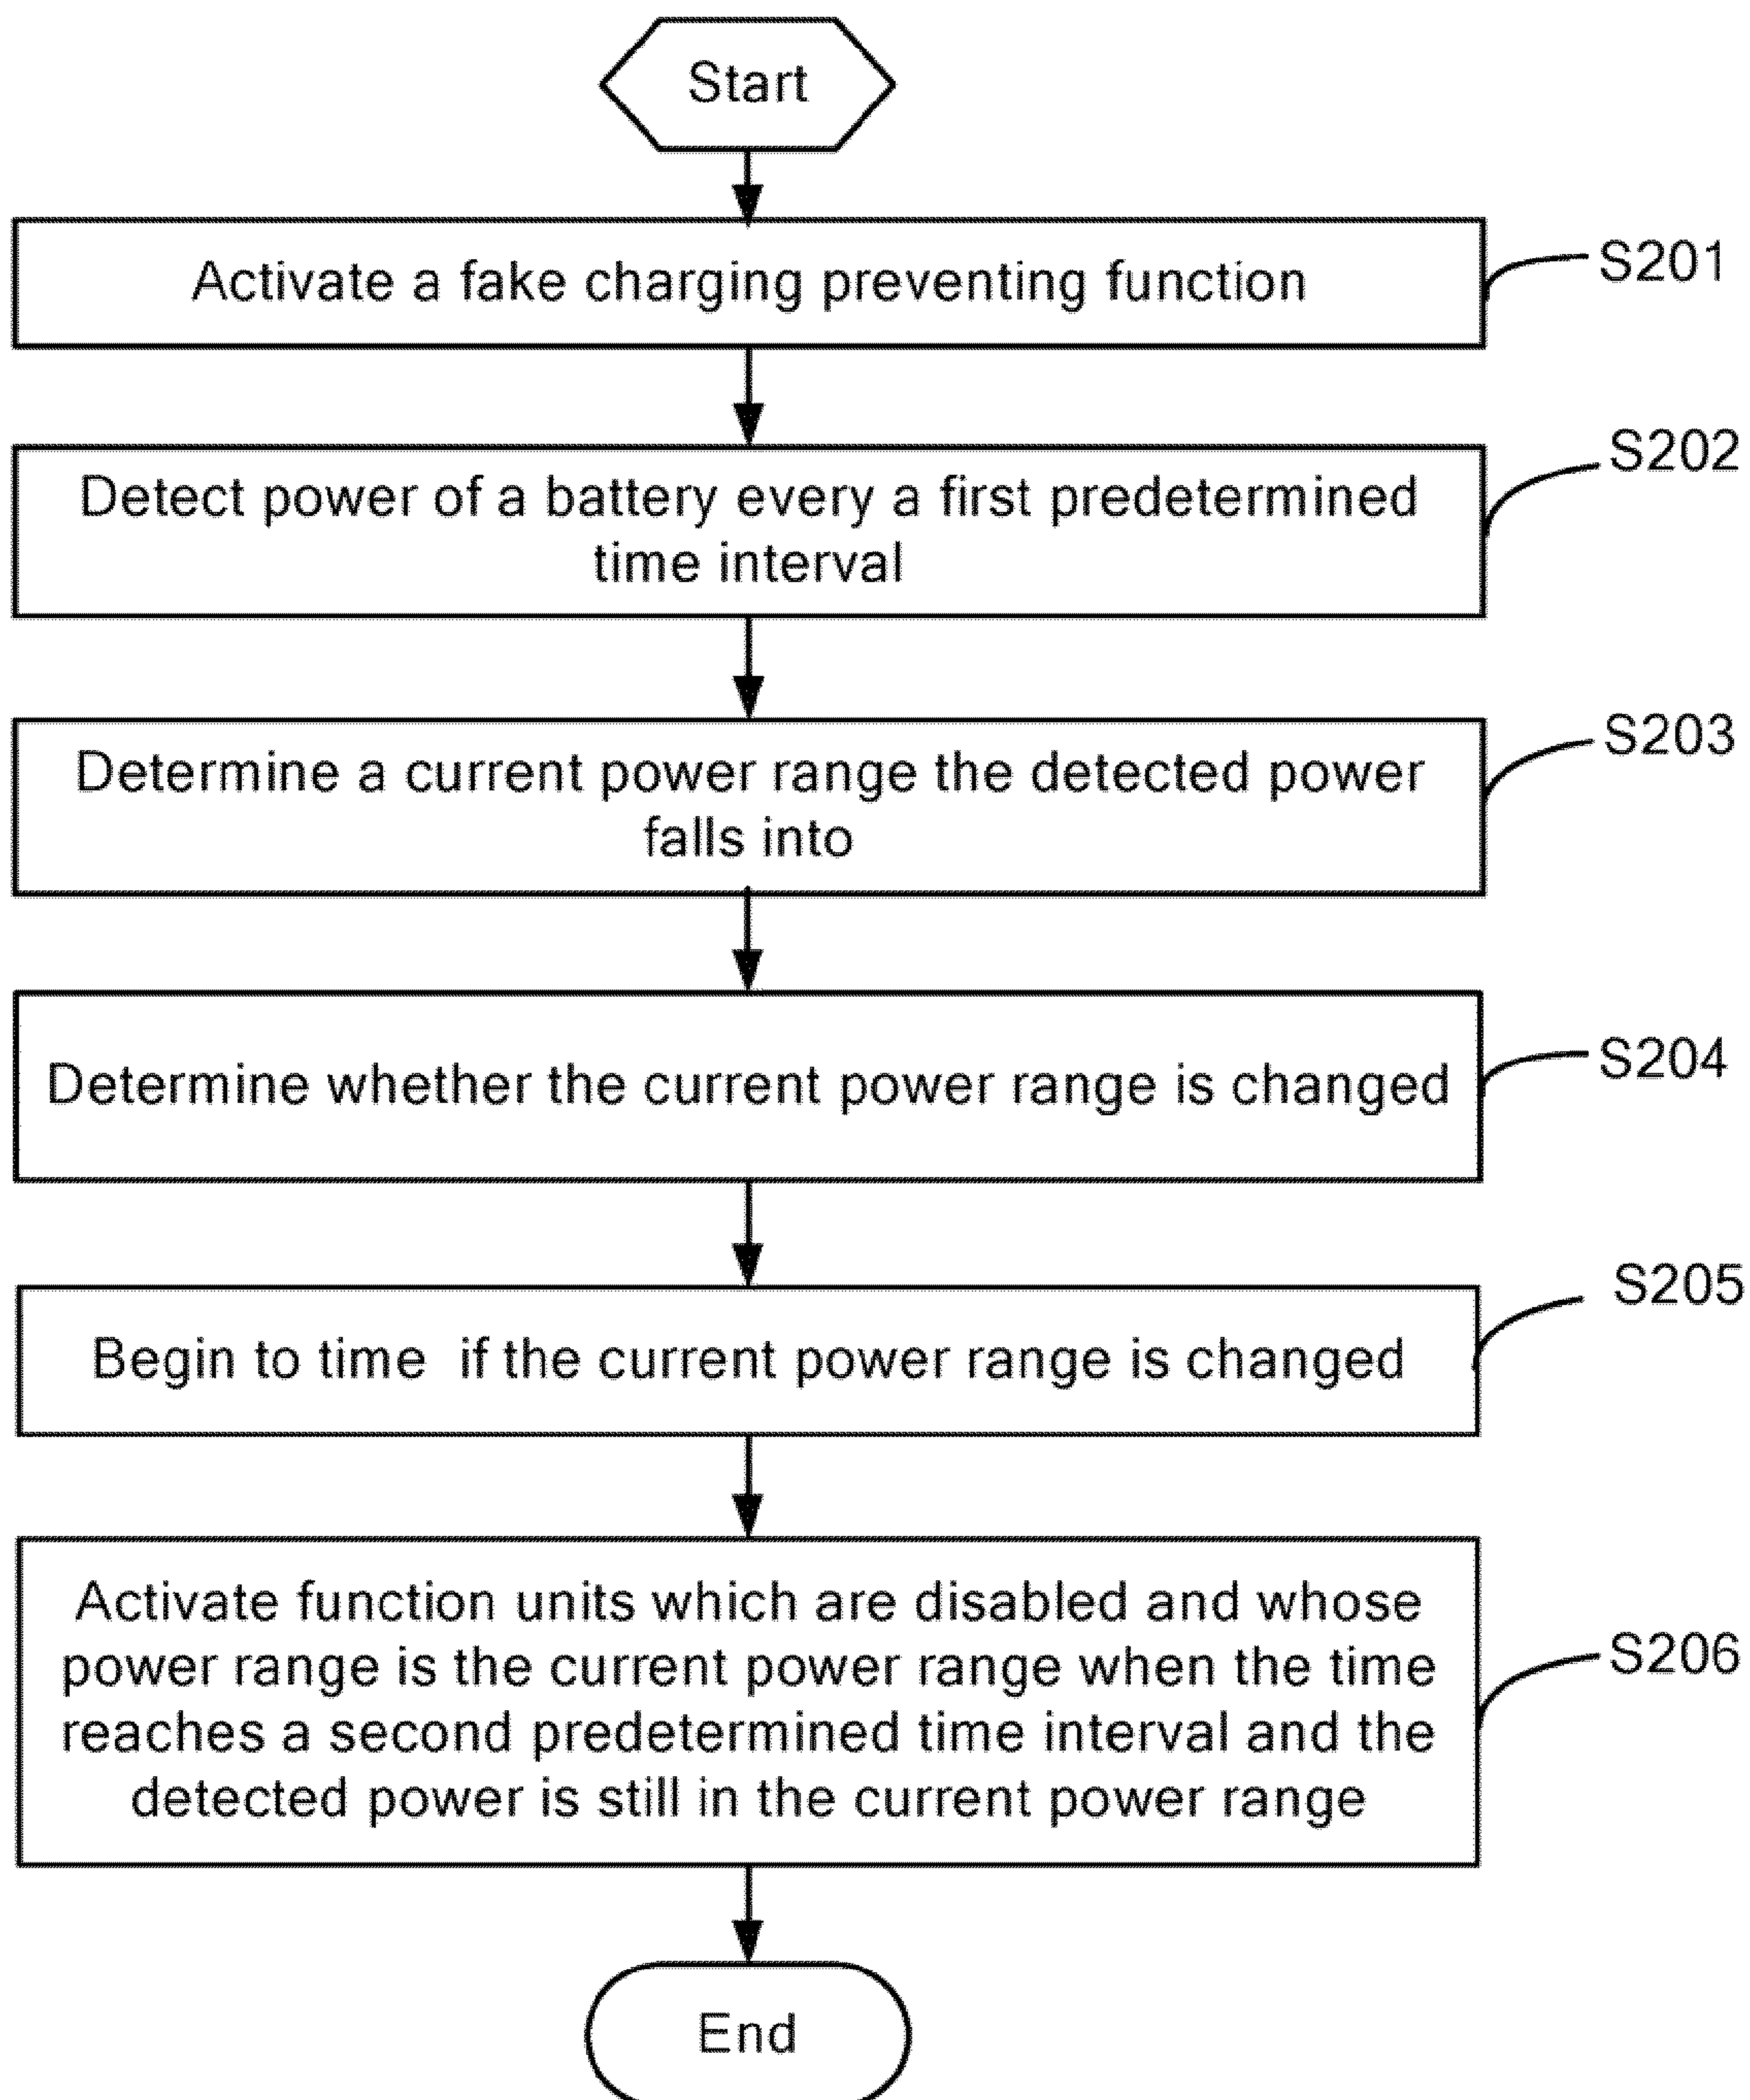 Start
Activate a fake charging preventing function
S201
Detect power of a battery every a first predetermined
time interval
S202
Determine a current power range the detected power
falls into
S203
Determine whether the current power range is changed
S204
Begin to time if the current power range is changed
S205
Activate function units which are disabled and whose
power range is the current power range when the time
reaches a second predetermined time interval and the
detected power is still in the current power range
S206
End